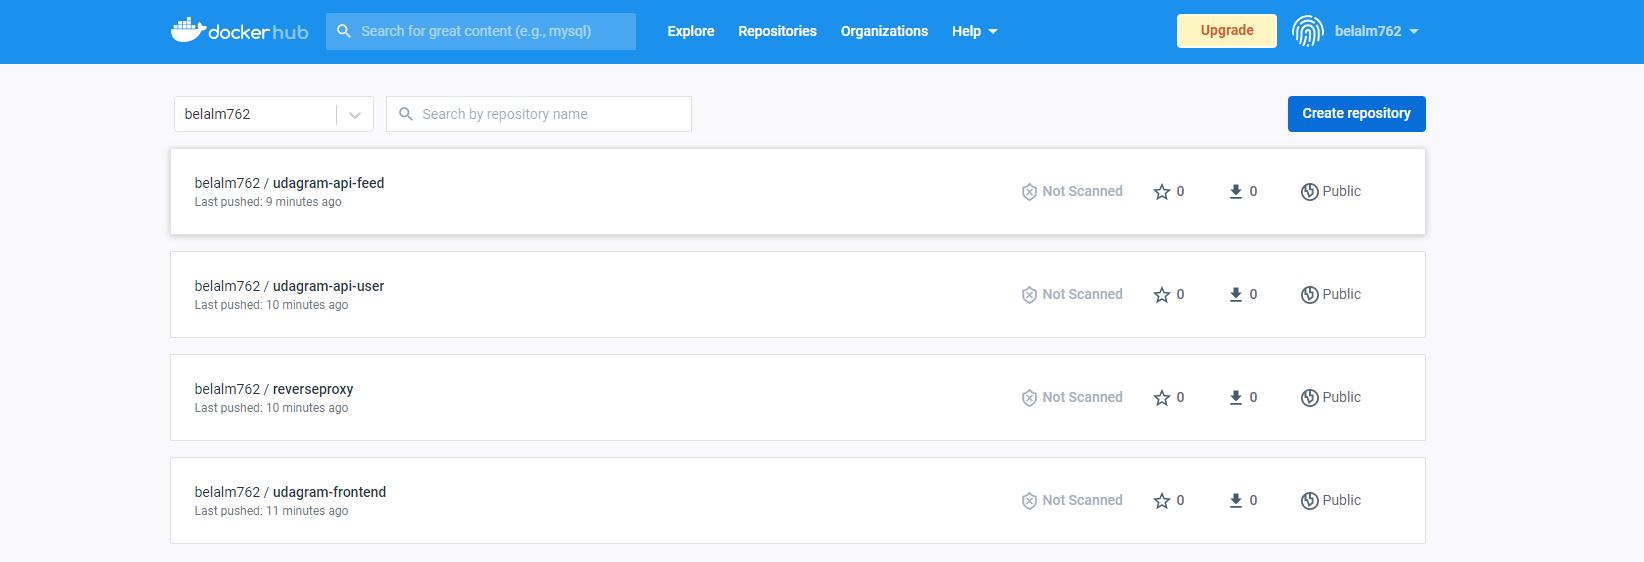 docker hub Search for great content (e.g., mysql) Explore Repositories Organizations Help Upgrade belalm762
belalm762 Search by repository name Create repository
belalm762 / udagram-api-feed
Last pushed: 9 minutes ago
Not Scanned 0 0 Public
belalm762 / udagram-api-user
Last pushed: 10 minutes ago
Not Scanned 0 0 Public
belalm762 / reverseproxy
Last pushed: 10 minutes ago
Not Scanned 0 0 Public
belalm762 / udagram-frontend
Last pushed: 11 minutes ago
Not Scanned 0 0 Public